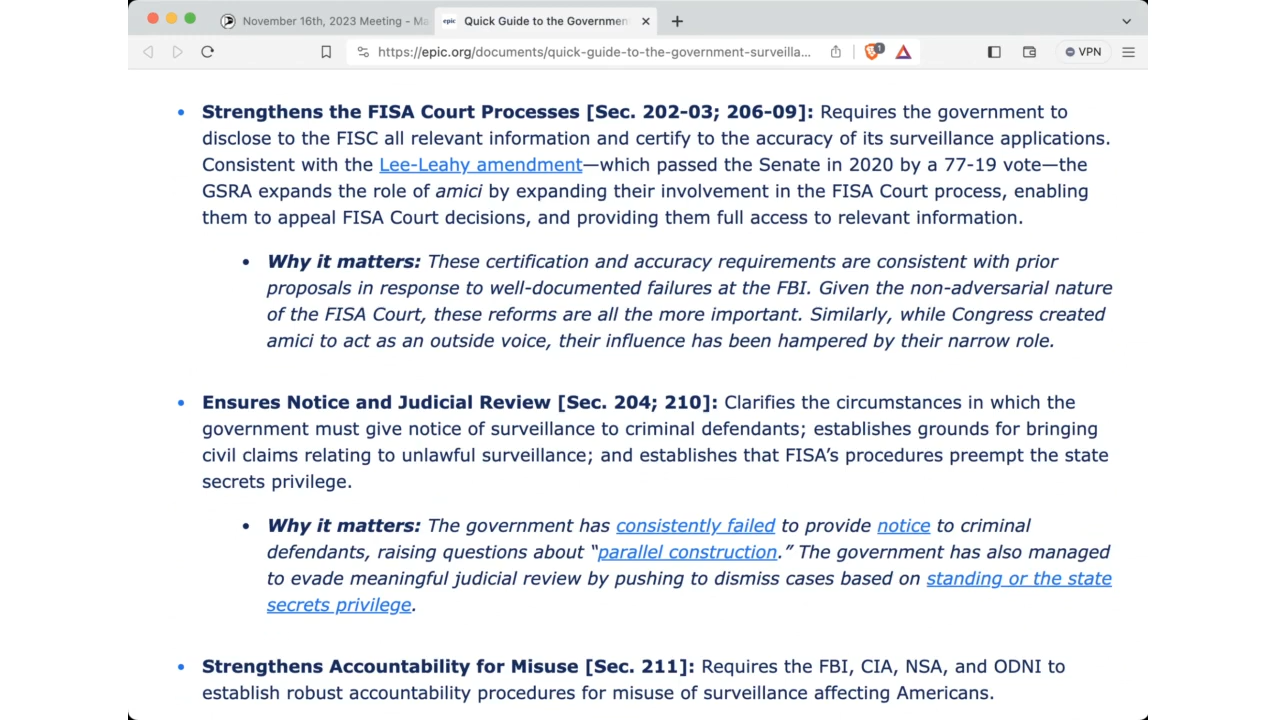 November 16th, 2023 Meeting - Ma
epic Quick Guide to the Governmen
https://epic.org/documents/quick-guide-to-the-government-surveilla...
1
VPN
• Strengthens the FISA Court Processes [Sec. 202-03; 206-09]: Requires the government to
disclose to the FISC all relevant information and certify to the accuracy of its surveillance applications.
Consistent with the Lee-Leahy amendment—which passed the Senate in 2020 by a 77-19 vote—the
GSRA expands the role of amici by expanding their involvement in the FISA Court process, enabling
them to appeal FISA Court decisions, and providing them full access to relevant information.
• Why it matters: These certification and accuracy requirements are consistent with prior
proposals in response to well-documented failures at the FBI. Given the non-adversarial nature
of the FISA Court, these reforms are all the more important. Similarly, while Congress created
amici to act as an outside voice, their influence has been hampered by their narrow role.
• Ensures Notice and Judicial Review [Sec. 204; 210]: Clarifies the circumstances in which the
government must give notice of surveillance to criminal defendants; establishes grounds for bringing
civil claims relating to unlawful surveillance; and establishes that FISA’s procedures preempt the state
secrets privilege.
• Why it matters: The government has consistently failed to provide notice to criminal
defendants, raising questions about “parallel construction.” The government has also managed
to evade meaningful judicial review by pushing to dismiss cases based on standing or the state
secrets privilege.
• Strengthens Accountability for Misuse [Sec. 211]: Requires the FBI, CIA, NSA, and ODNI to
establish robust accountability procedures for misuse of surveillance affecting Americans.